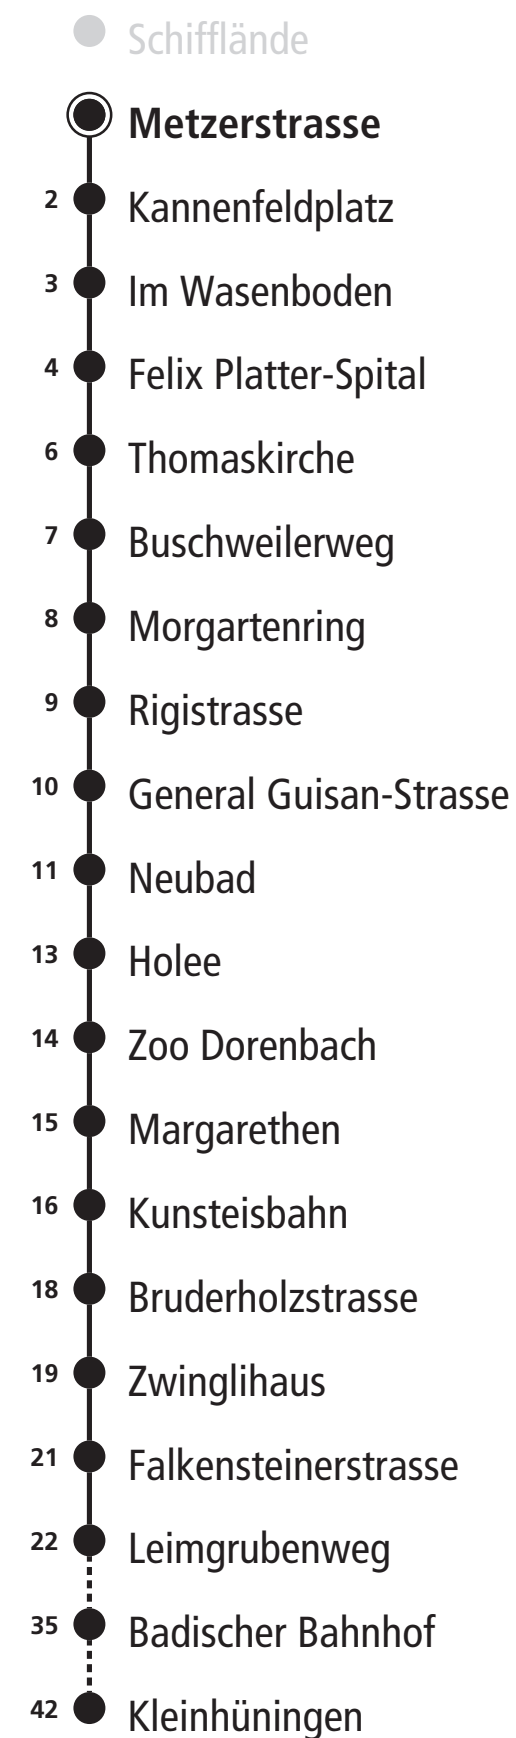 Schifflände
Metzerstrasse
2 Kannenfeldplatz
3 Im Wasenboden
4 Felix Platter-Spital
6 Thomaskirche
7 Buschweilerweg
8 Morgartenring
9 Rigistrasse
10 General Guisan-Strasse
11 Neubad
13 Holee
14 Zoo Dorenbach
15 Margarethen
16 Kunsteisbahn
18 Bruderholzstrasse
19 Zwinglihaus
21 Falkensteinerstrasse
22 Leimgrubenweg
35 Badischer Bahnhof
42 Kleinhüningen